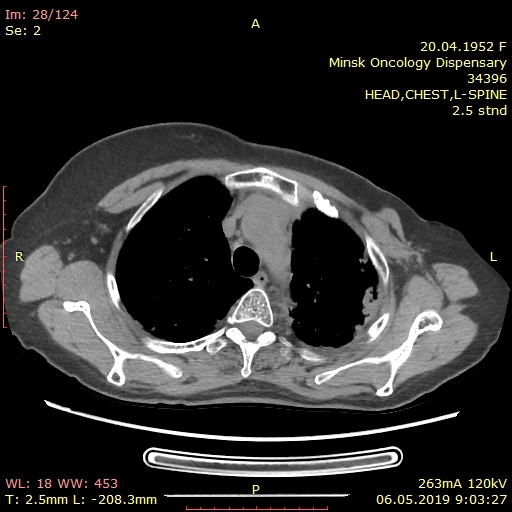 Im: 28/124
Se: 2
A
20.04.1952 F
Minsk Oncology Dispensary
34396
HEAD,CHEST,L-SPINE
2.5 stnd
R
L
WL: 18 WW: 453
T: 2.5mm L: -208.3mm
P
263mA 120kV
06.05.2019 9:03:27